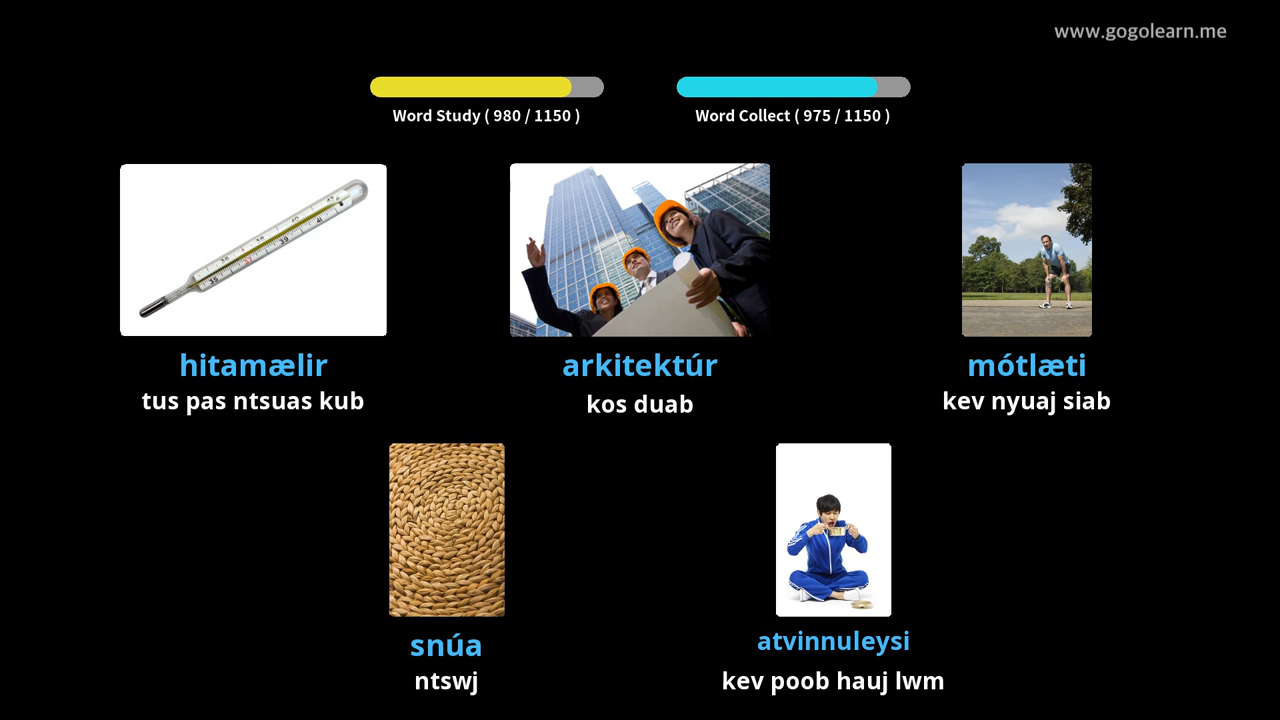 www.gogolearn.me
Word Study ( 980 / 1150 )
Word Collect ( 975 / 1150 )
hitamælir
tus pas ntsuas kub
arkitektúr
kos duab
mótlæti
kev nyuaj siab
snúa
ntswj
atvinnuleysi
kev poob hauj lwm